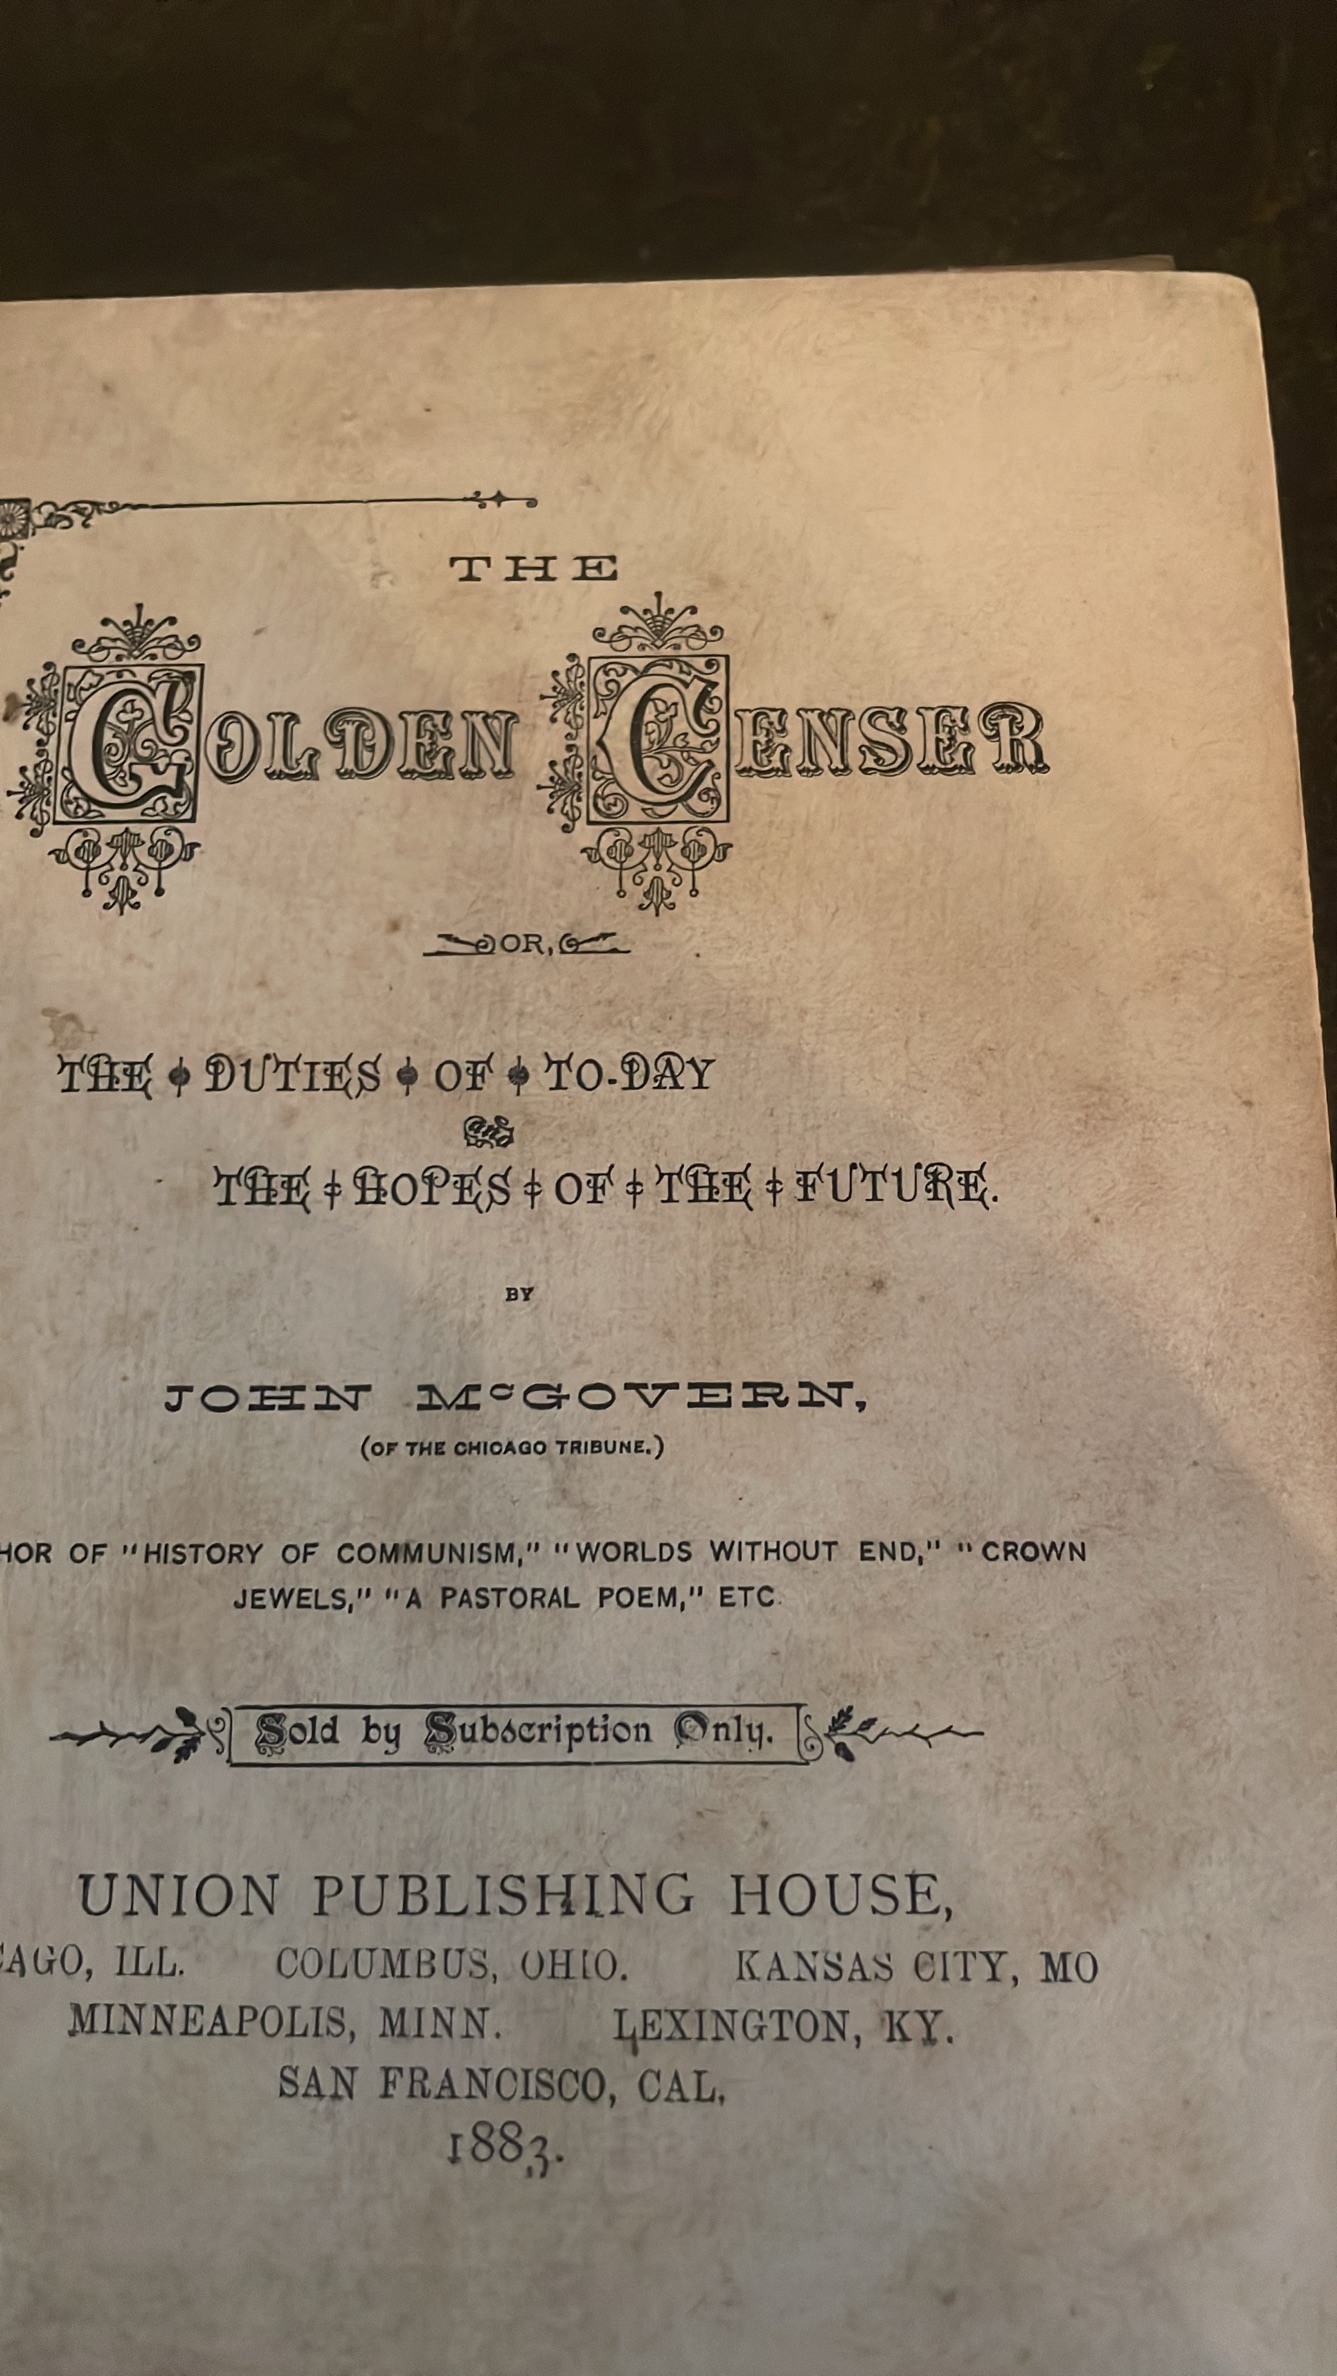 THE
GOLDEN CENSER
OR,
THE DUTIES OF TO-DAY
THE HOPES OF THE FUTURE.
BY
JOHN McGOVERN,
(OF THE CHICAGO TRIBUNE.)
HOR OF "HISTORY OF COMMUNISM," "WORLDS WITHOUT END," "CROWN
JEWELS," "A PASTORAL POEM," ETC.
Sold by Subscription Only.
UNION PUBLISHING HOUSE,
CAGO, ILL. COLUMBUS, OHIO. KANSAS CITY, MO
MINNEAPOLIS, MINN. LEXINGTON, KY.
SAN FRANCISCO, CAL.
1883.